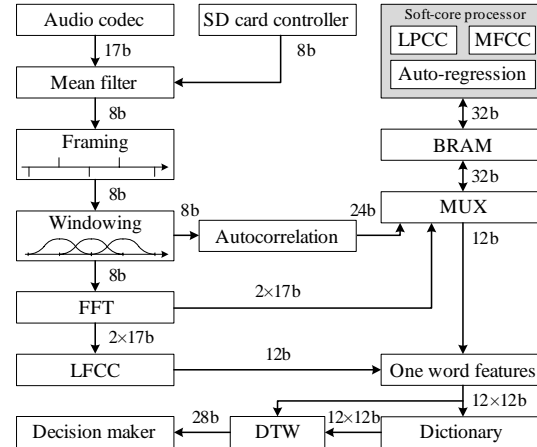 Audio codec
SD card controller
Soft-core processor
LPCC
MFCC
Auto-regression
17b
8b
Mean filter
8b
32b
Framing
BRAM
8b
32b
Windowing
8b
Autocorrelation
24b
MUX
8b
12b
FFT
2×17b
2×17b
LFCC
12b
One word features
12×12b
Decision maker
28b
DTW
12×12b
Dictionary